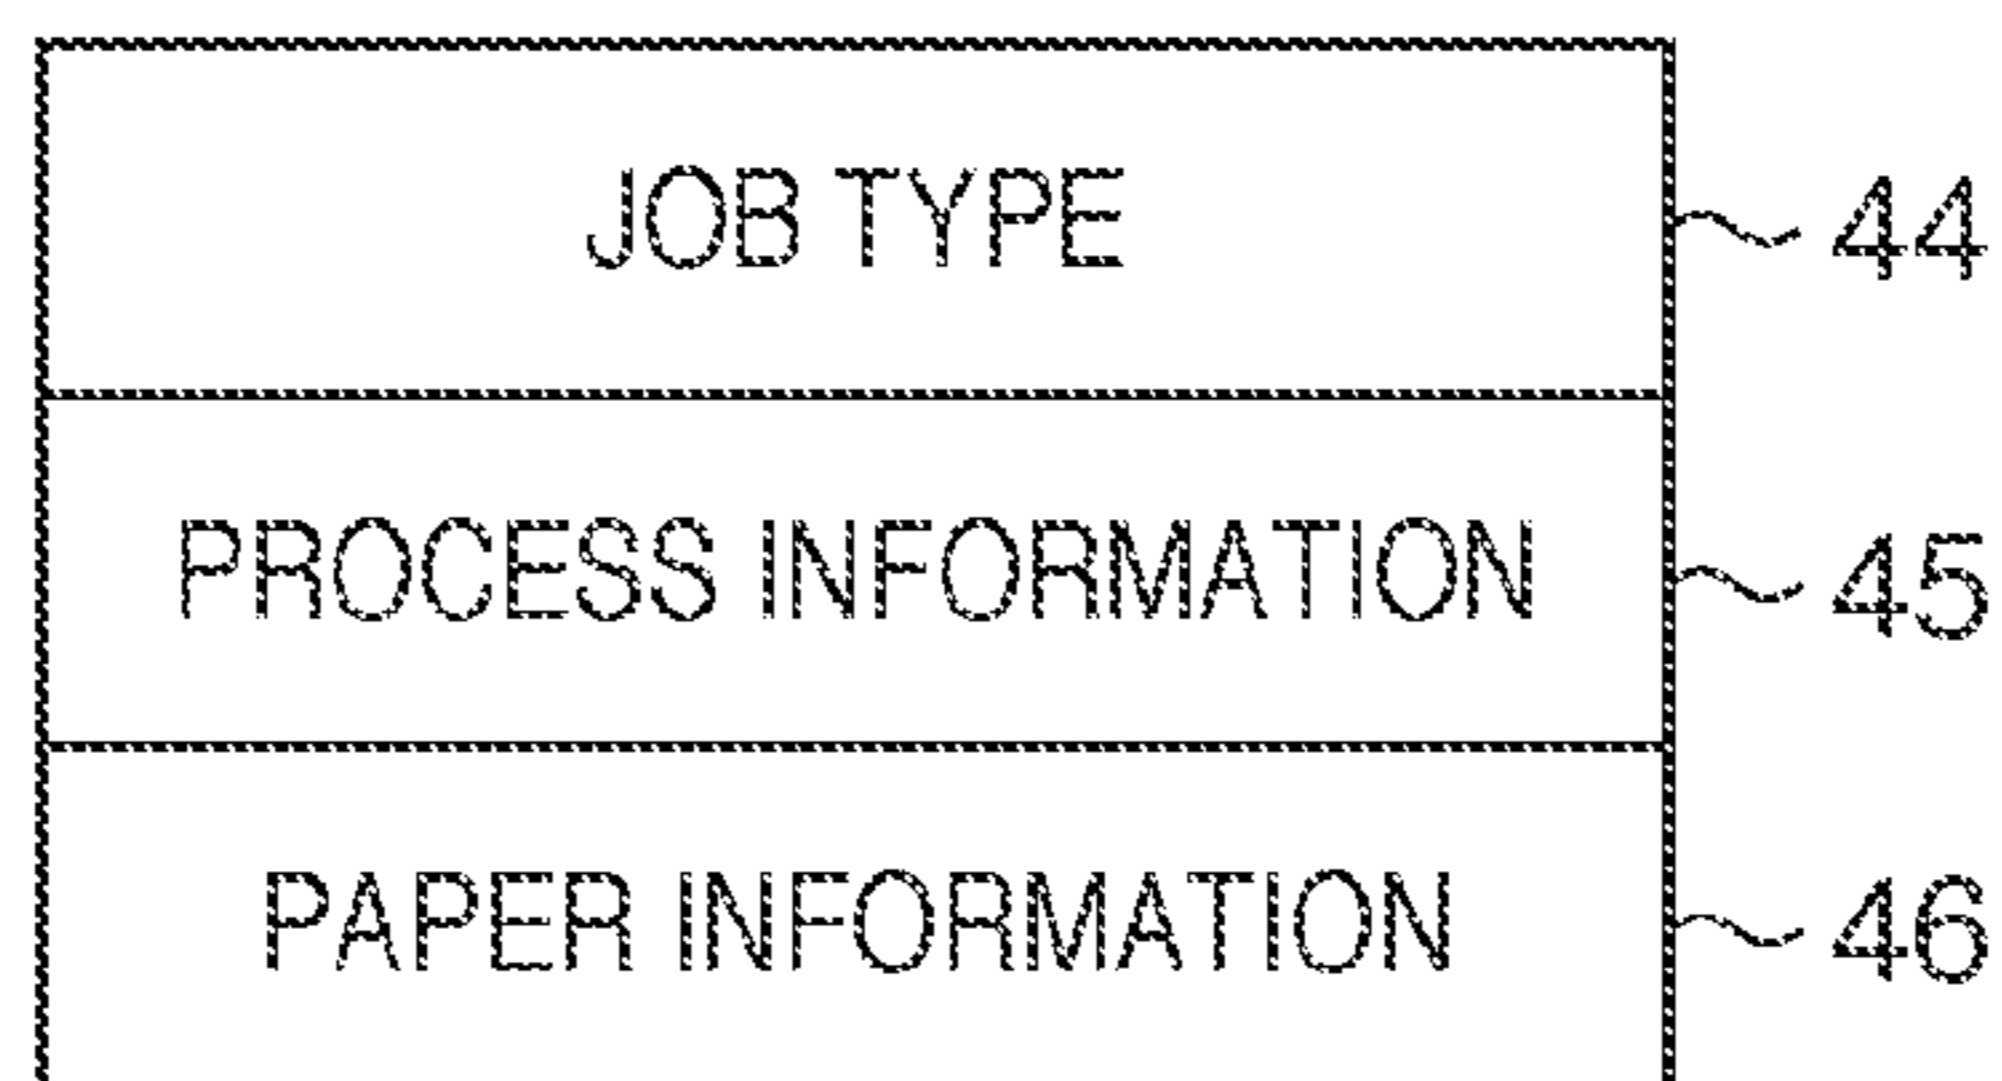 JOB TYPE 44
PROCESS INFORMATION 45
PAPER INFORMATION 46